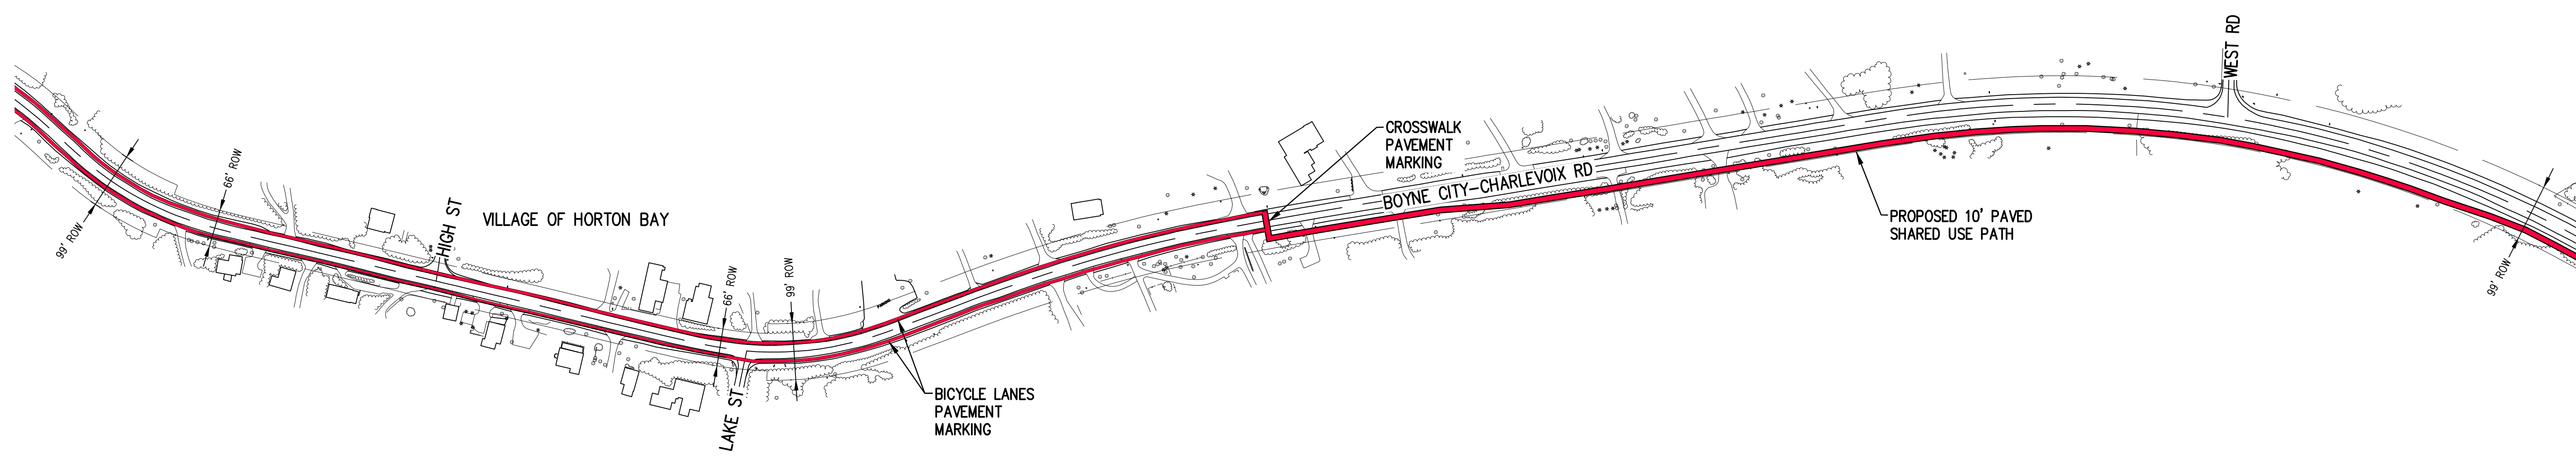 99' ROW
66' ROW
HIGH ST
VILLAGE OF HORTON BAY
66' ROW
99' ROW
LAKE ST
BICYCLE LANES
PAVEMENT
MARKING
CROSSWALK
PAVEMENT
MARKING
BOYNE CITY-CHARLEVOIX RD
PROPOSED 10' PAVED
SHARED USE PATH
WEST RD
99' ROW